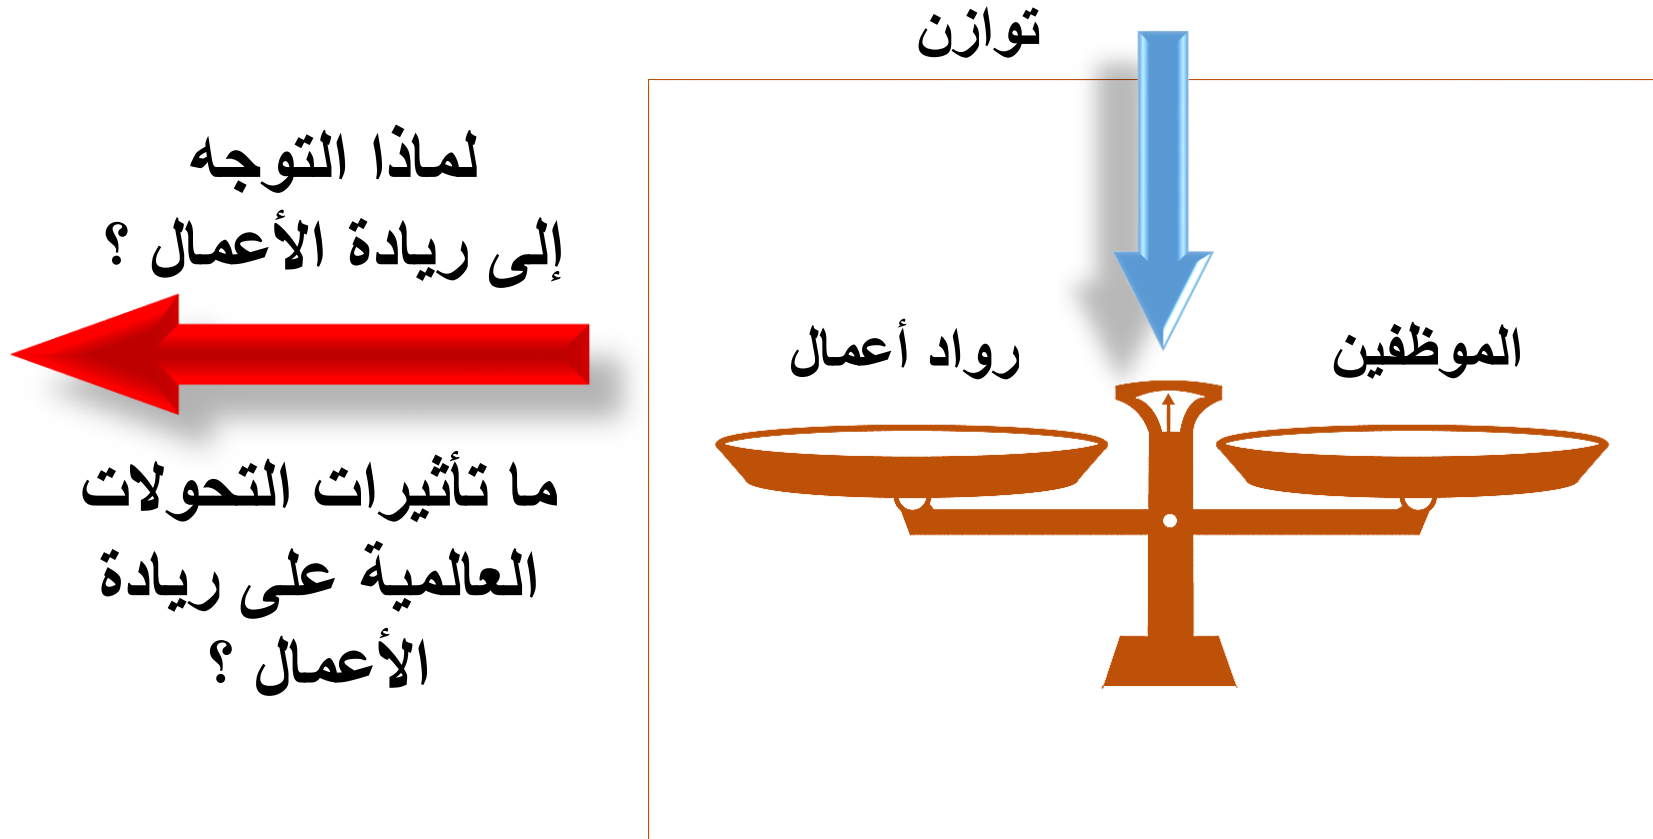 توازن
الموظفين
رواد أعمال
لماذا التوجه
إلى ريادة الأعمال ؟
ما تأثيرات التحولات
العالمية على ريادة
الأعمال ؟